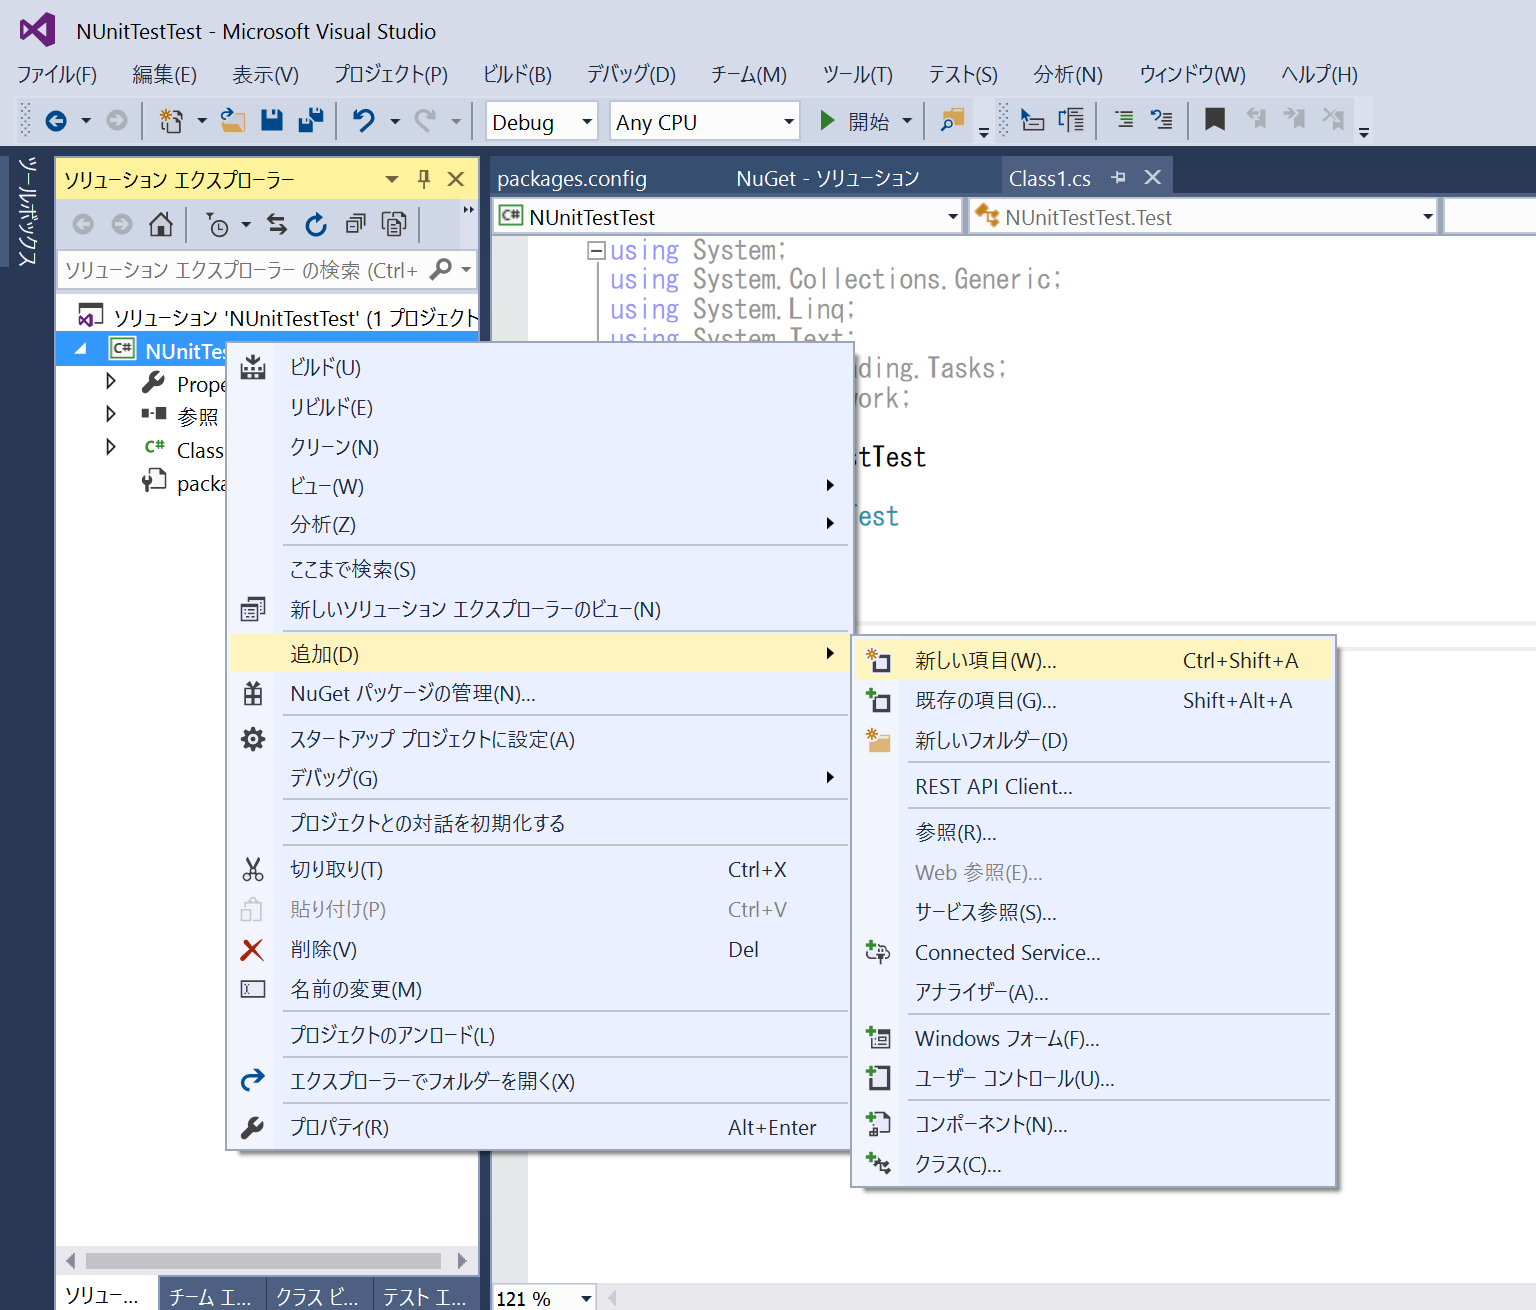 NUnitTestTest - Microsoft Visual Studio
ファイル(F) 編集(E) 表示(V) プロジェクト(P) ビルド(B) デバッグ(D) チーム(M) ツール(T) テスト(S) 分析(N) ウィンドウ(W) ヘルプ(H)
Debug Any CPU 開始
ツールボックス
ソリューション エクスプローラー
packages.config NuGet - ソリューション Class1.cs
C# NUnitTestTest NUnitTestTest.Test
ソリューション エクスプローラー の検索 (Ctrl+
ソリューション 'NUnitTestTest' (1 プロジェクト
C# NUnitTes
Prope
参照
C# Class
packa
using System;
using System.Collections.Generic;
using System.Linq;
using System.Text;
ding.Tasks;
ork;
tTest
est
ビルド(U)
リビルド(E)
クリーン(N)
ビュー(W)
分析(Z)
ここまで検索(S)
新しいソリューション エクスプローラーのビュー(N)
追加(D)
NuGet パッケージの管理(N)...
スタートアップ プロジェクトに設定(A)
デバッグ(G)
プロジェクトとの対話を初期化する
切り取り(T) Ctrl+X
貼り付け(P) Ctrl+V
削除(V) Del
名前の変更(M)
プロジェクトのアンロード(L)
エクスプローラーでフォルダーを開く(X)
プロパティ(R) Alt+Enter
新しい項目(W)... Ctrl+Shift+A
既存の項目(G)... Shift+Alt+A
新しいフォルダー(D)
REST API Client...
参照(R)...
Web 参照(E)...
サービス参照(S)...
Connected Service...
アナライザー(A)...
Windows フォーム(F)...
ユーザー コントロール(U)...
コンポーネント(N)...
クラス(C)...
ソリュー... チーム エ... クラス ビ... テスト エ...
121 %